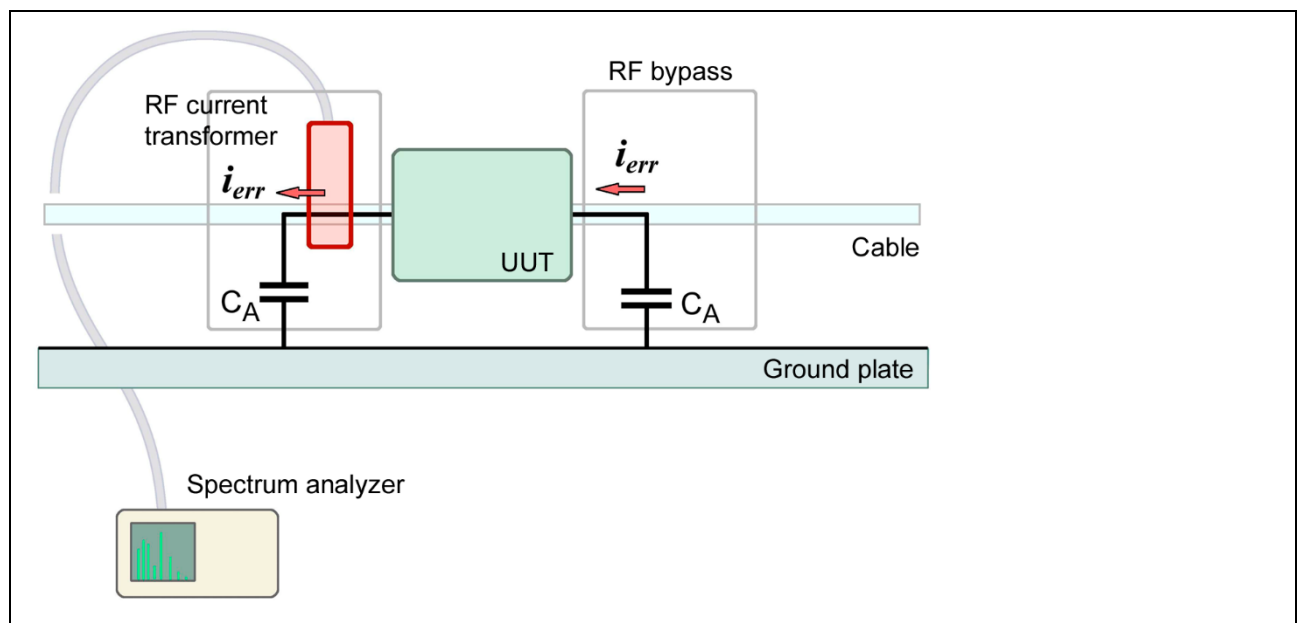 RF bypass
RF current
transformer
i_err
i_err
Cable
UUT
C_A
C_A
Ground plate
Spectrum analyzer